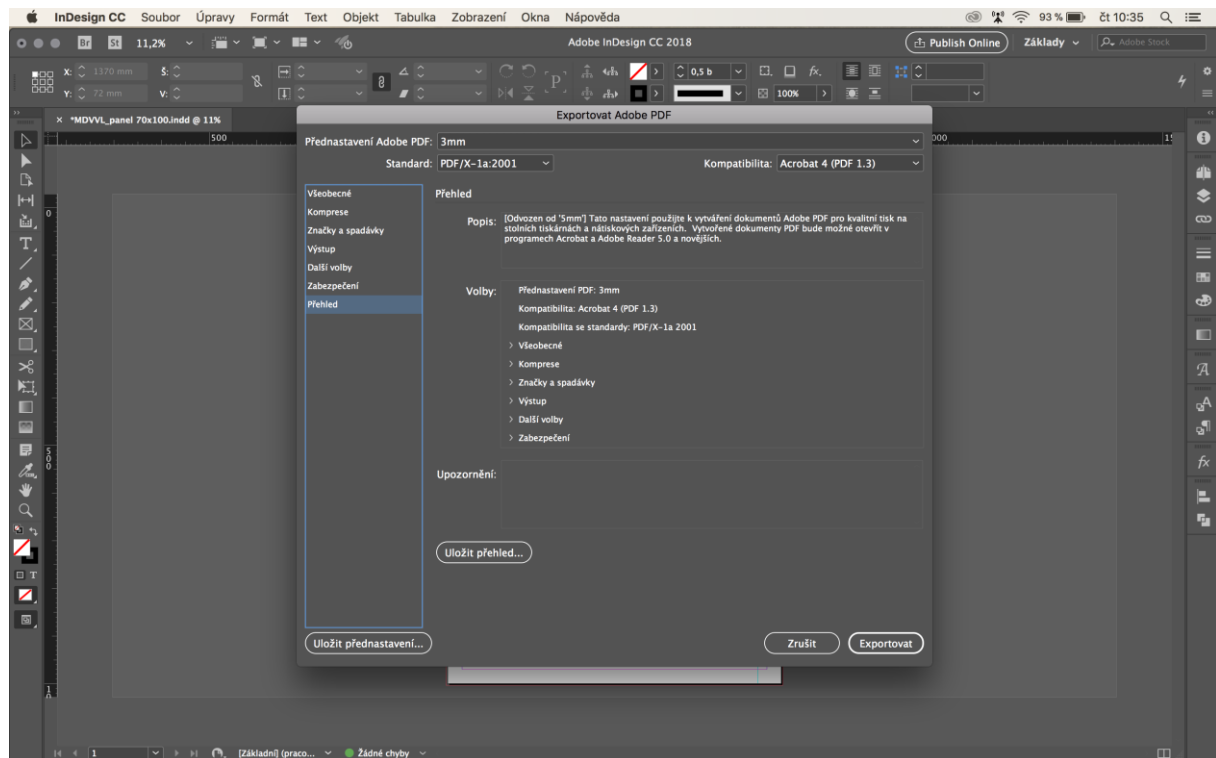 InDesign CC Soubor Úpravy Formát Text Objekt Tabulka Zobrazení Okna Nápověda 93 % čt 10:35
Br St 11,2% Adobe InDesign CC 2018 Publish Online Základy Adobe Stock
X: 1370 mm Š: 0,5 b fx.
Y: 72 mm V: P 100%
× *MDVVL_panel 70x100.indd @ 11%
500
Exportovat Adobe PDF
Přednastavení Adobe PDF: 3mm
Standard: PDF/X-1a:2001 Kompatibilita: Acrobat 4 (PDF 1.3)
Všeobecné
Komprese
Značky a spadávky
Výstup
Další volby
Zabezpečení
Přehled
Přehled
Popis: [Odvozen od '5mm'] Tato nastavení použijte k vytváření dokumentů Adobe PDF pro kvalitní tisk na
stolních tiskárnách a nátiskových zařízeních. Vytvořené dokumenty PDF bude možné otevřít v
programech Acrobat a Adobe Reader 5.0 a novějších.
Volby: Přednastavení PDF: 3mm
Kompatibilita: Acrobat 4 (PDF 1.3)
Kompatibilita se standardy: PDF/X-1a 2001
> Všeobecné
> Komprese
> Značky a spadávky
> Výstup
> Další volby
> Zabezpečení
Upozornění:
Uložit přehled...
Uložit přednastavení... Zrušit Exportovat
1 [Základní] (praco... Žádné chyby